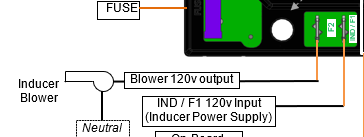 FUSE
F2
IND / F1
Blower 120v output
Inducer
Blower
IND / F1 120v Input
(Inducer Power Supply)
Neutral